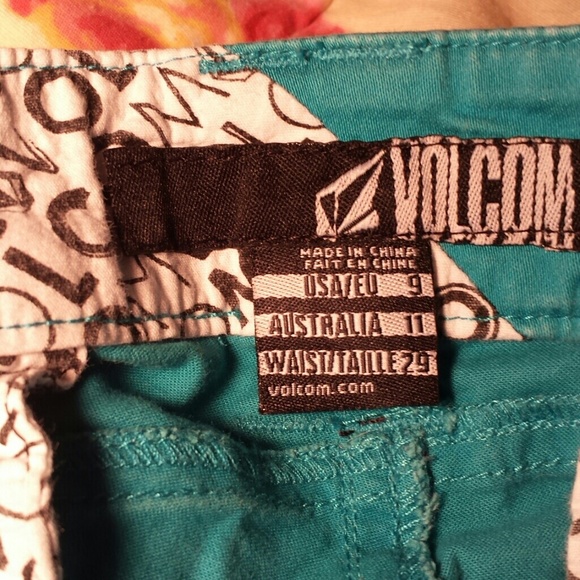 VOLCOM
MADE IN CHINA
FAIT EN CHINE
USA/EU 9
AUSTRALIA 11
WAIST/TAILLE 29
volcom.com